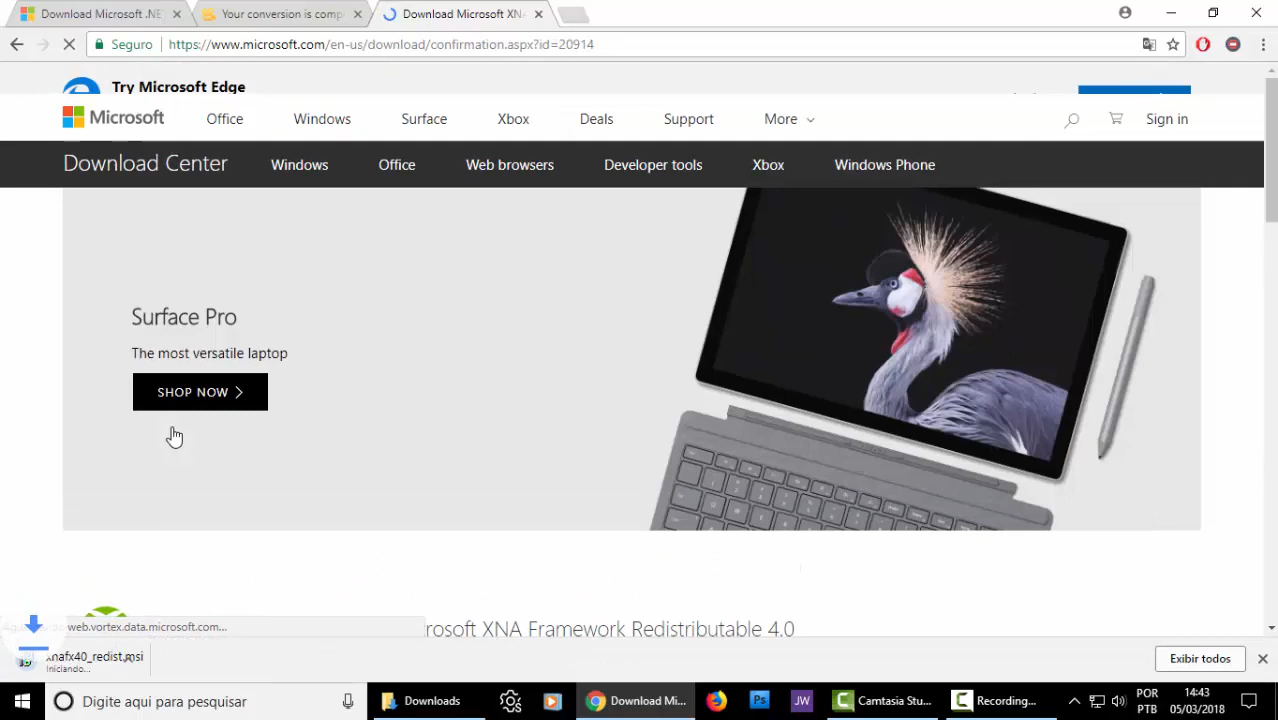 Download Microsoft .NE
Your conversion is comp
Download Microsoft XNA
Seguro
https://www.microsoft.com/en-us/download/confirmation.aspx?id=20914
Try Microsoft Edge
Microsoft
Office
Windows
Surface
Xbox
Deals
Support
More
Sign in
Download Center
Windows
Office
Web browsers
Developer tools
Xbox
Windows Phone
Surface Pro
The most versatile laptop
SHOP NOW
web.vortex.data.microsoft.com...
rosoft XNA Framework Redistributable 4.0
xnafx40_redist.msi
Iniciando...
Exibir todos
Digite aqui para pesquisar
Downloads
Download Mi...
Ps
JW
Camtasia Stu...
Recording...
POR
PTB
14:43
05/03/2018